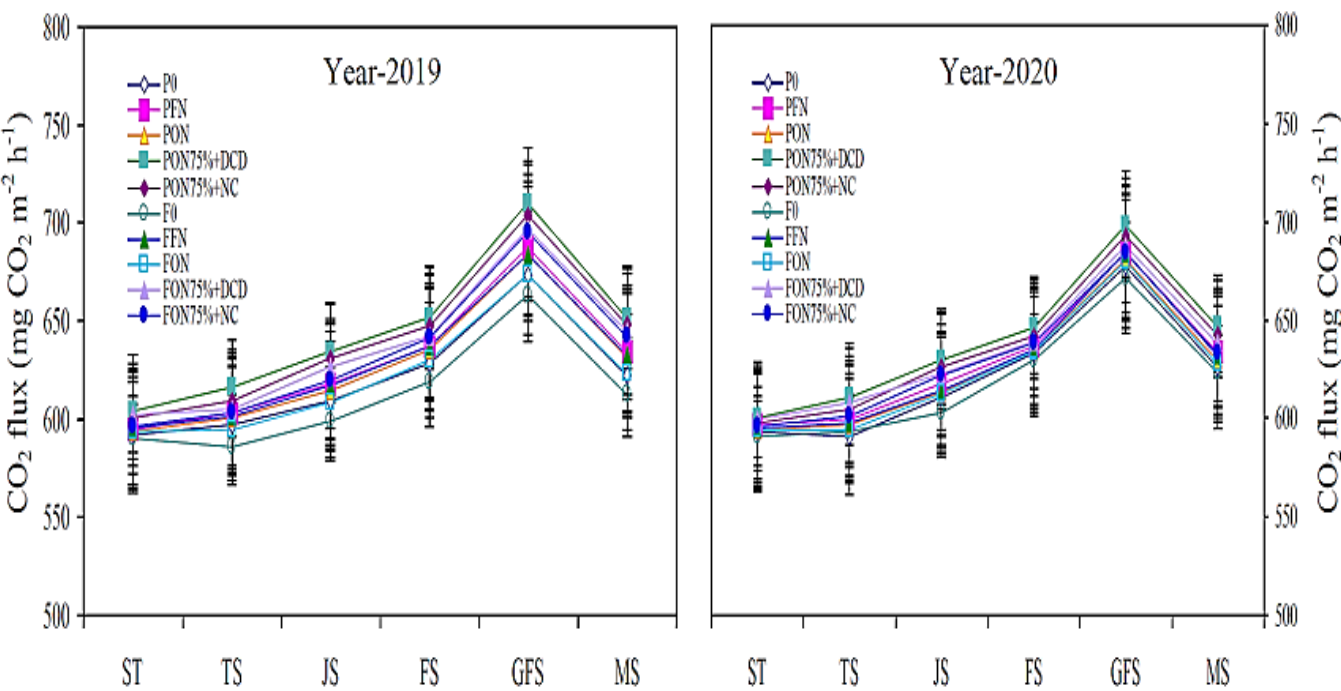 Year-2019
P0
PFN
PON
PON75%+DCD
PON75%+NC
F0
FFN
FON
FON75%+DCD
FON75%+NC
CO₂ flux (mg CO₂ m⁻² h⁻¹)
800
750
700
650
600
550
500
ST TS JS FS GFS MS
Year-2020
P0
PFN
PON
PON75%+DCD
PON75%+NC
F0
FFN
FON
FON75%+DCD
FON75%+NC
800
750
700
650
600
550
500
CO₂ flux (mg CO₂ m⁻² h⁻¹)
ST TS JS FS GFS MS